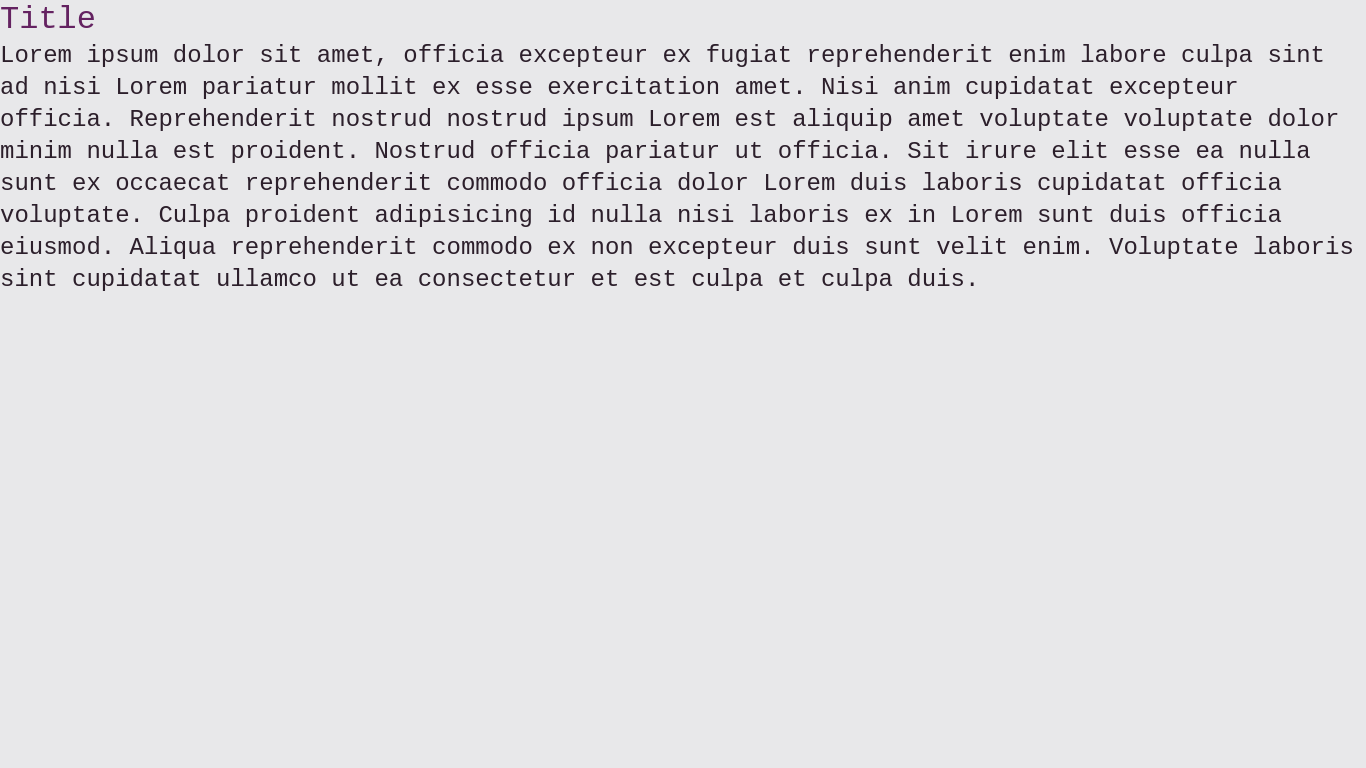 Title
Lorem ipsum dolor sit amet, officia excepteur ex fugiat reprehenderit enim labore culpa sint
ad nisi Lorem pariatur mollit ex esse exercitation amet. Nisi anim cupidatat excepteur
officia. Reprehenderit nostrud nostrud ipsum Lorem est aliquip amet voluptate voluptate dolor
minim nulla est proident. Nostrud officia pariatur ut officia. Sit irure elit esse ea nulla
sunt ex occaecat reprehenderit commodo officia dolor Lorem duis laboris cupidatat officia
voluptate. Culpa proident adipisicing id nulla nisi laboris ex in Lorem sunt duis officia
eiusmod. Aliqua reprehenderit commodo ex non excepteur duis sunt velit enim. Voluptate laboris
sint cupidatat ullamco ut ea consectetur et est culpa et culpa duis.